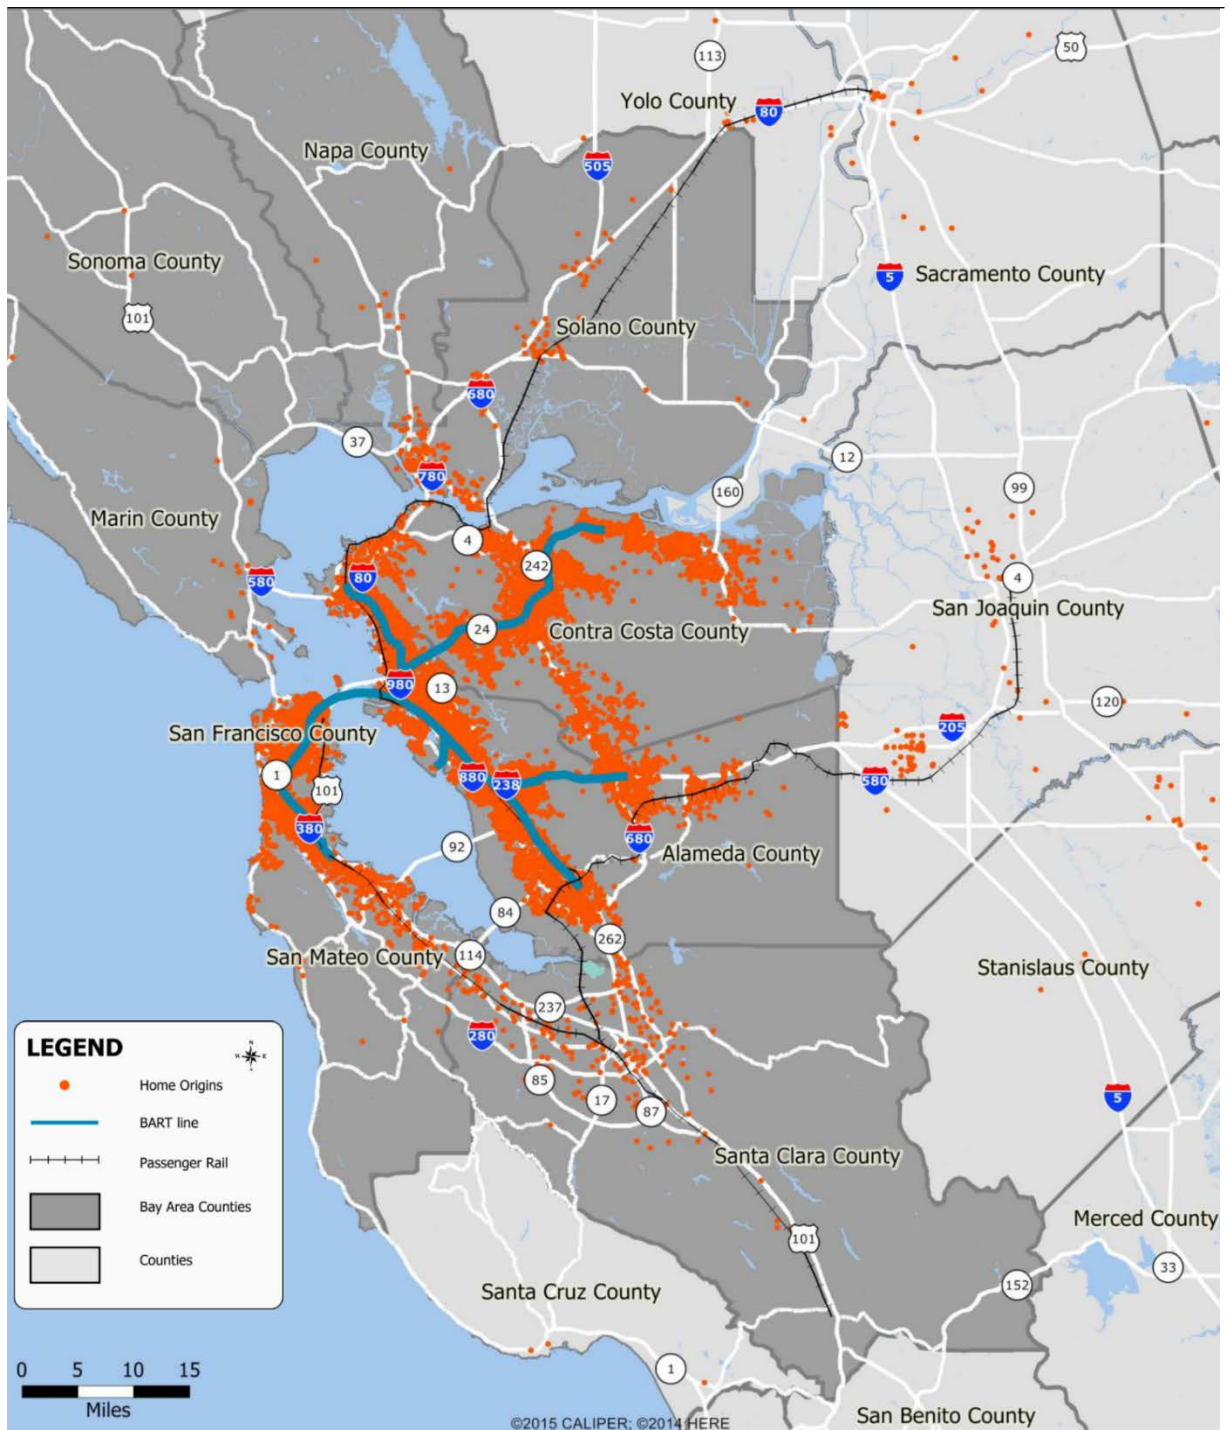 113
50
Yolo County
80
Napa County
505
Sonoma County
5
Sacramento County
101
Solano County
680
37
12
780
99
160
Marin County
4
242
580
80
4
San Joaquin County
24
Contra Costa County
980
13
120
San Francisco County
205
1
880
238
580
101
380
680
92
Alameda County
84
262
San Mateo County
114
Stanislaus County
237
280
85
17
87
5
Santa Clara County
Merced County
101
33
152
Santa Cruz County
1
San Benito County
LEGEND
N
W
E
S
Home Origins
BART line
Passenger Rail
Bay Area Counties
Counties
0 5 10 15
Miles
©2015 CALIPER; ©2014 HERE